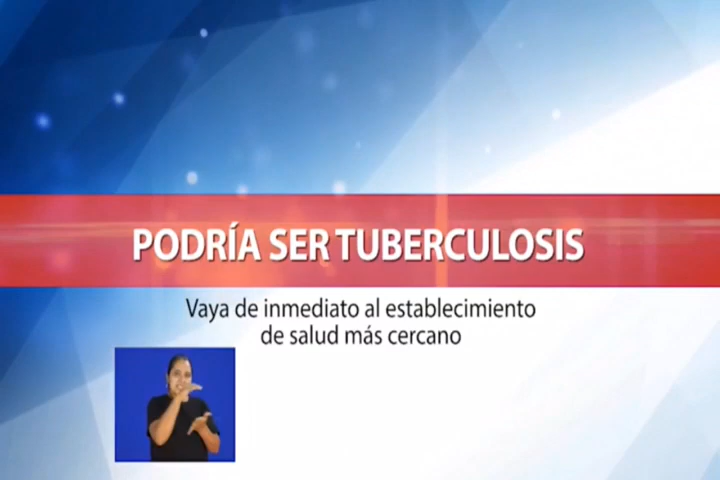 PODRÍA SER TUBERCULOSIS
Vaya de inmediato al establecimiento
de salud más cercano